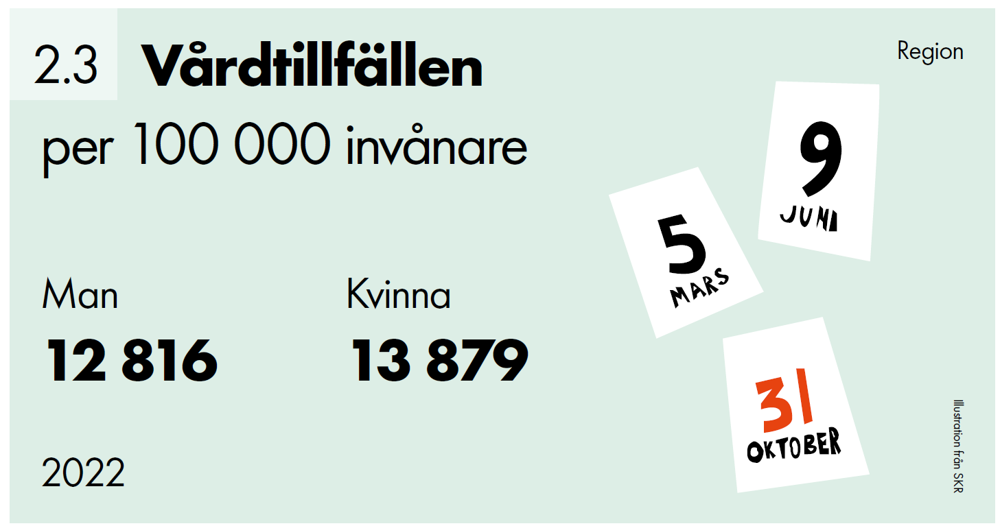 2.3 Vårdtillfällen
per 100 000 invånare
Region
9
JUNI
5
MARS
Man
12 816
Kvinna
13 879
31
OKTOBER
2022
Illustration från SKR